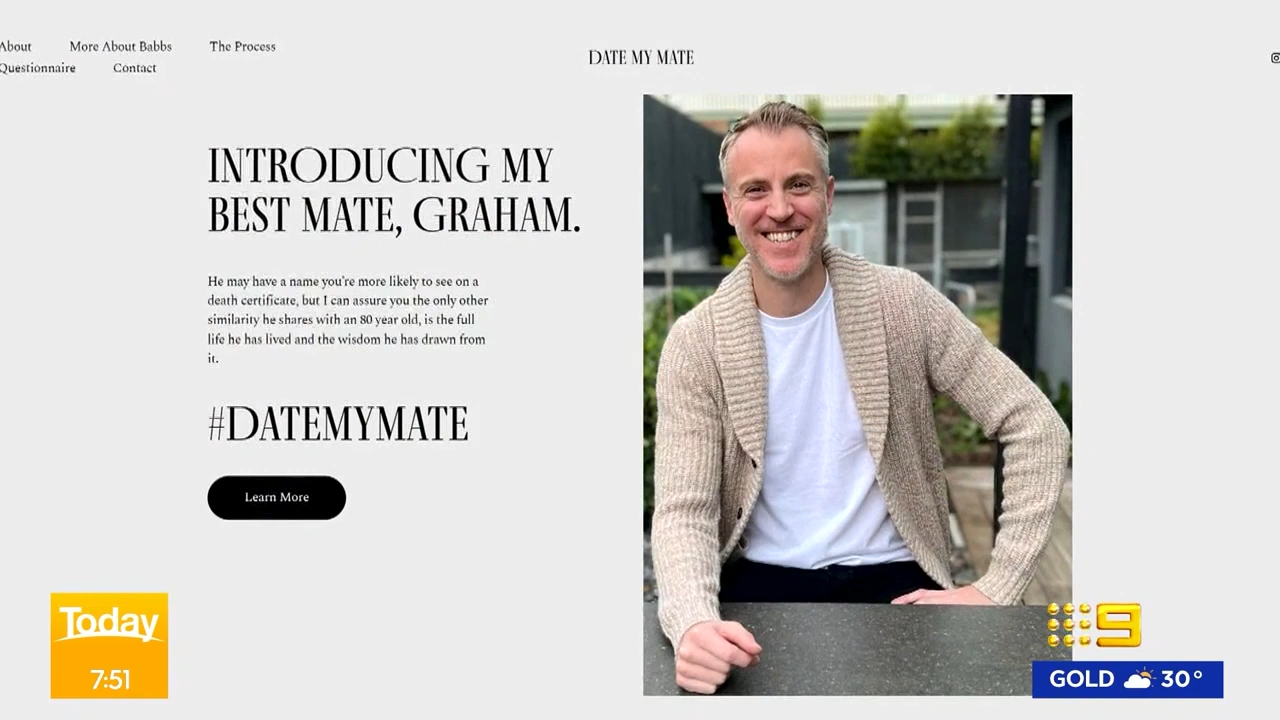 About More About Babbs The Process
Questionnaire Contact
DATE MY MATE
INTRODUCING MY
BEST MATE, GRAHAM.
He may have a name you're more likely to see on a
death certificate, but I can assure you the only other
similarity he shares with an 80 year old, is the full
life he has lived and the wisdom he has drawn from
it.
#DATEMYMATE
Learn More
Today
7:51
9
GOLD 30°